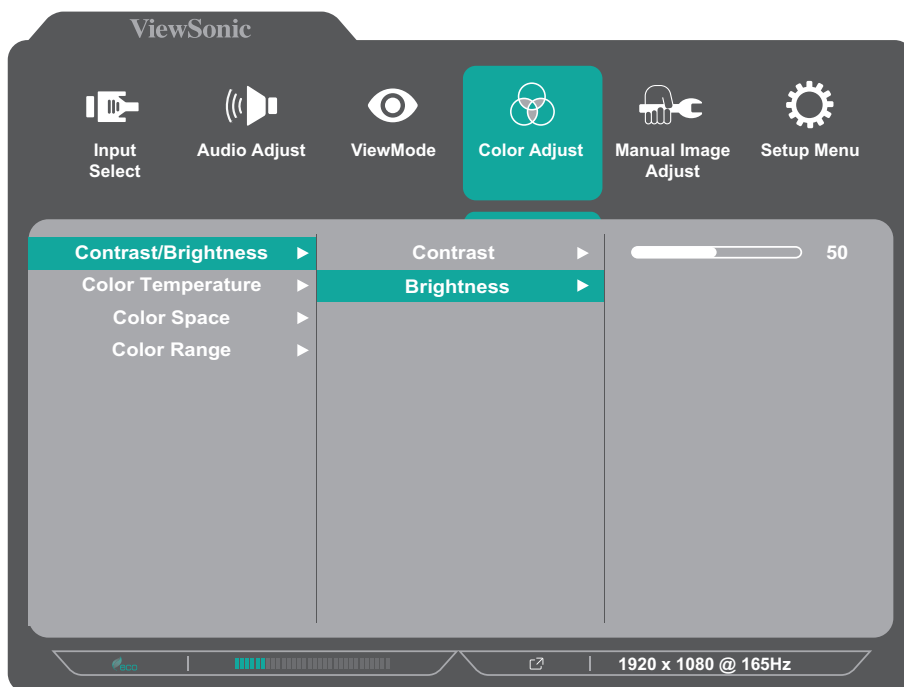 ViewSonic
Input Select
Audio Adjust
ViewMode
Color Adjust
Manual Image Adjust
Setup Menu
Contrast/Brightness
Contrast
50
Color Temperature
Brightness
Color Space
Color Range
eco
1920 x 1080 @ 165Hz